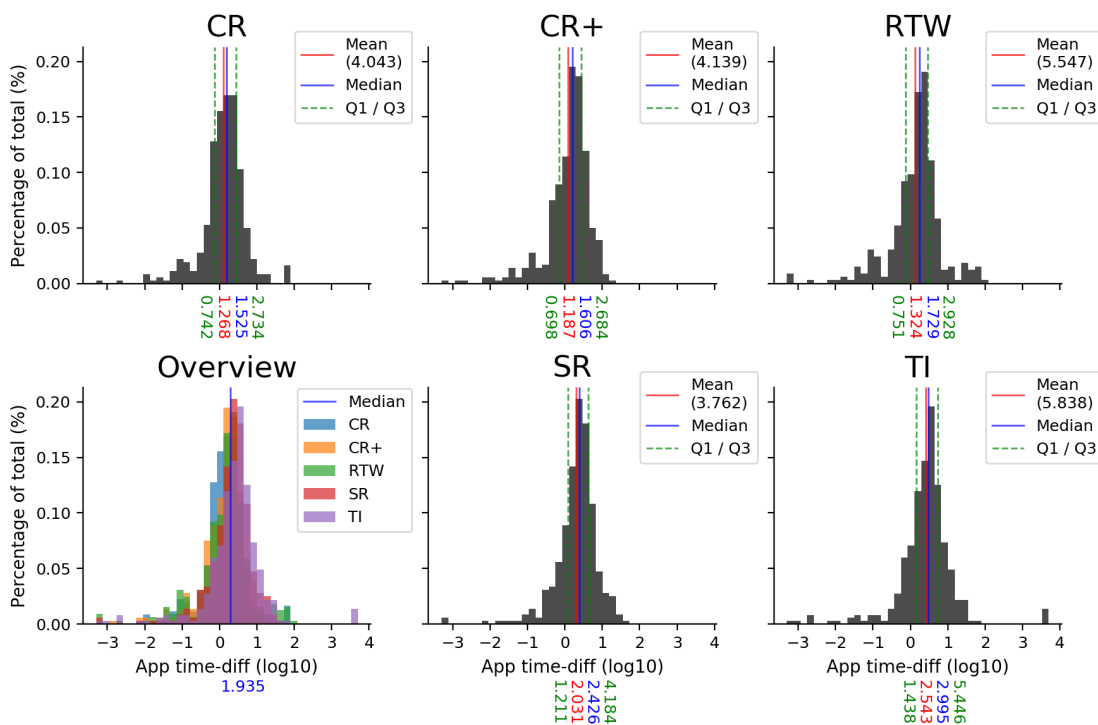 CR
CR+
RTW
Percentage of total (%)
0.20
0.15
0.10
0.05
0.00
Mean
(4.043)
Median
Q1 / Q3
Mean
(4.139)
Median
Q1 / Q3
Mean
(5.547)
Median
Q1 / Q3
0.742
1.268
1.525
2.734
0.698
1.187
1.606
2.684
0.751
1.324
1.729
2.928
Overview
SR
TI
Percentage of total (%)
0.20
0.15
0.10
0.05
0.00
Median
CR
CR+
RTW
SR
TI
Mean
(3.762)
Median
Q1 / Q3
Mean
(5.838)
Median
Q1 / Q3
−3 −2 −1 0 1 2 3 4
−3 −2 −1 0 1 2 3 4
−3 −2 −1 0 1 2 3 4
App time-diff (log10)
App time-diff (log10)
App time-diff (log10)
1.935
1.211
2.031
2.426
4.184
1.438
2.543
2.995
5.446